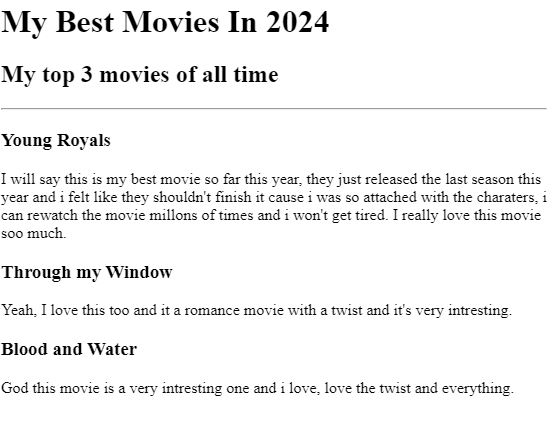 My Best Movies In 2024
My top 3 movies of all time
Young Royals
I will say this is my best movie so far this year, they just released the last season this
year and i felt like they shouldn't finish it cause i was so attached with the charaters, i
can rewatch the movie millons of times and i won't get tired. I really love this movie
soo much.
Through my Window
Yeah, I love this too and it a romance movie with a twist and it's very intresting.
Blood and Water
God this movie is a very intresting one and i love, love the twist and everything.